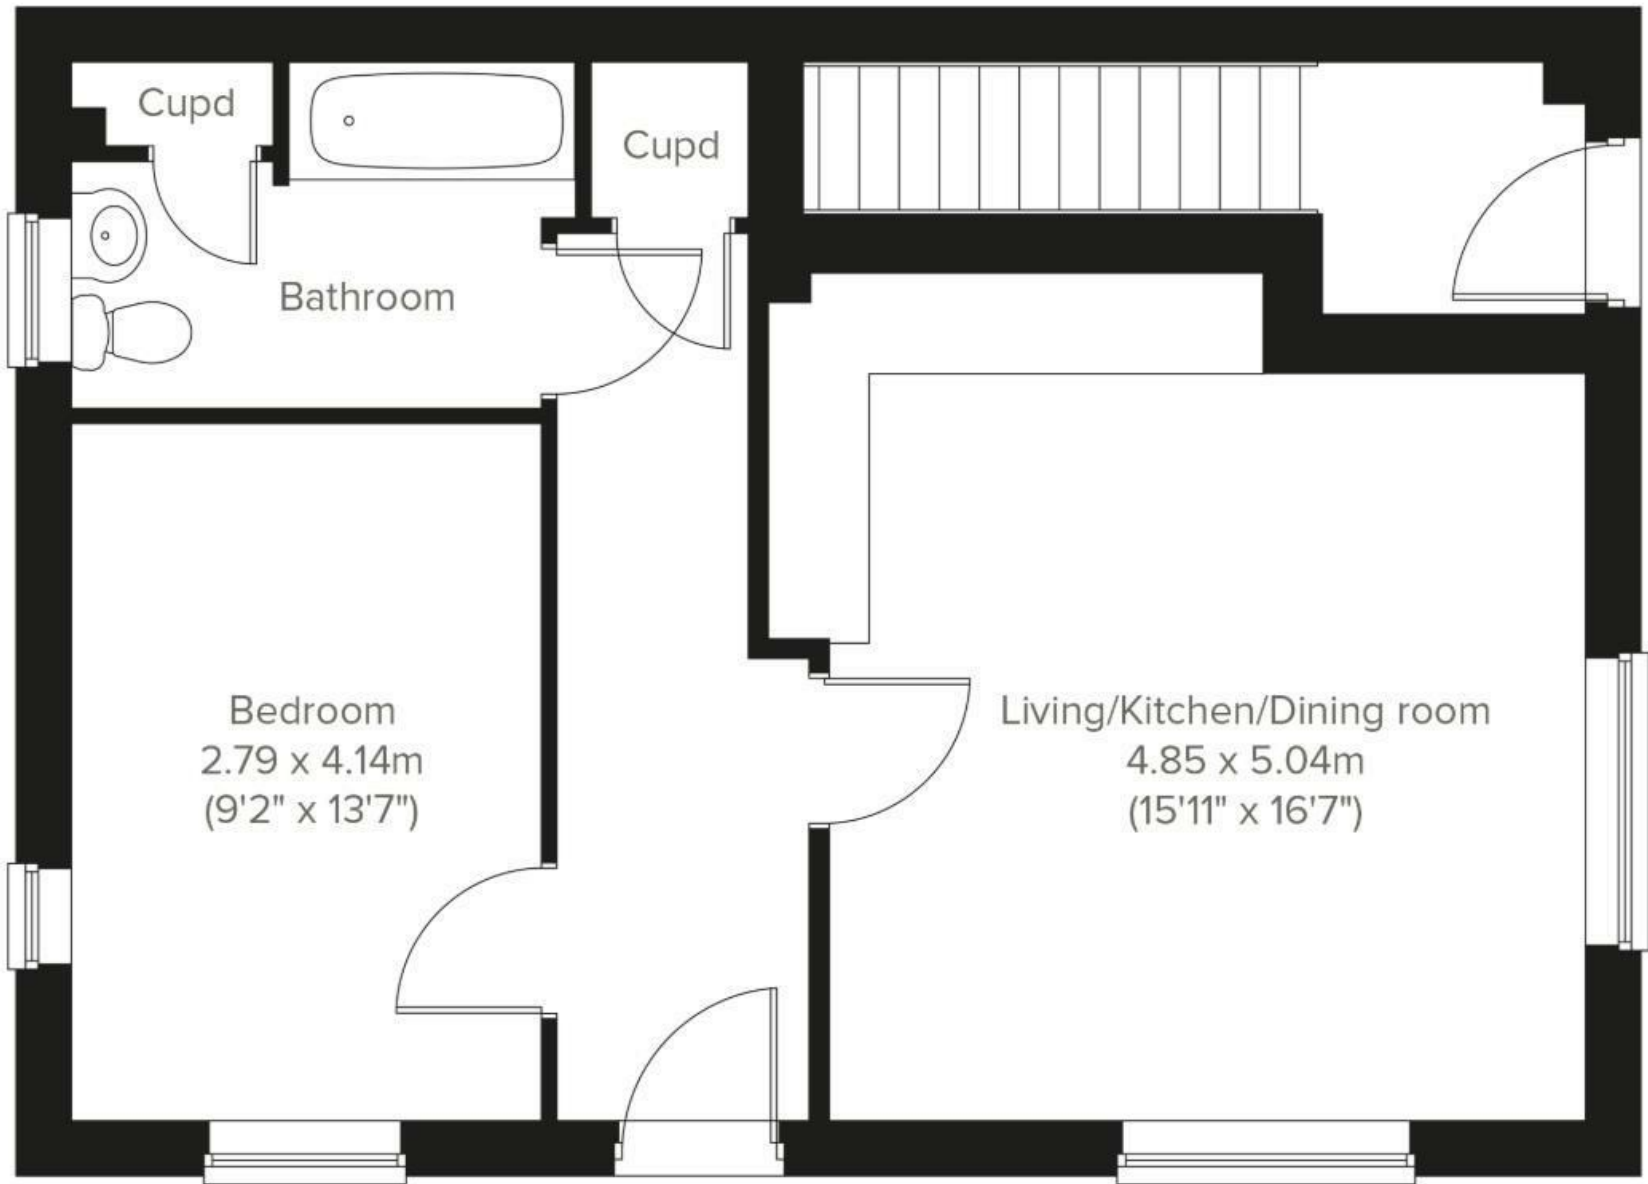 Cupd
Cupd
Bathroom
Bedroom
2.79 x 4.14m
(9'2" x 13'7")
Living/Kitchen/Dining room
4.85 x 5.04m
(15'11" x 16'7")